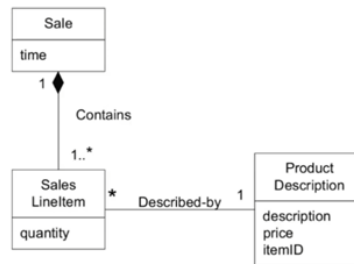 Sale
time
1
Contains
1..*
Sales
LineItem
quantity
*
Described-by
1
Product
Description
description
price
itemID